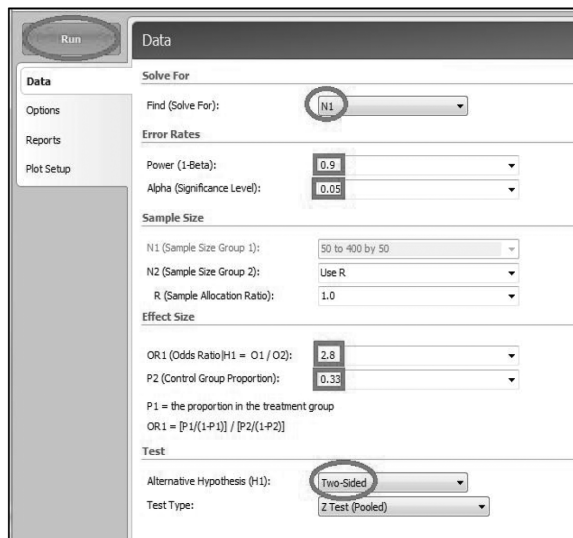 Run
Data
Data
Options
Reports
Plot Setup
Solve For
Find (Solve For): N1
Error Rates
Power (1-Beta): 0.9
Alpha (Significance Level): 0.05
Sample Size
N1 (Sample Size Group 1): 50 to 400 by 50
N2 (Sample Size Group 2): Use R
R (Sample Allocation Ratio): 1.0
Effect Size
OR1 (Odds Ratio|H1 = O1 / O2): 2.8
P2 (Control Group Proportion): 0.33
P1 = the proportion in the treatment group
OR1 = [P1/(1-P1)] / [P2/(1-P2)]
Test
Alternative Hypothesis (H1): Two-Sided
Test Type: Z Test (Pooled)